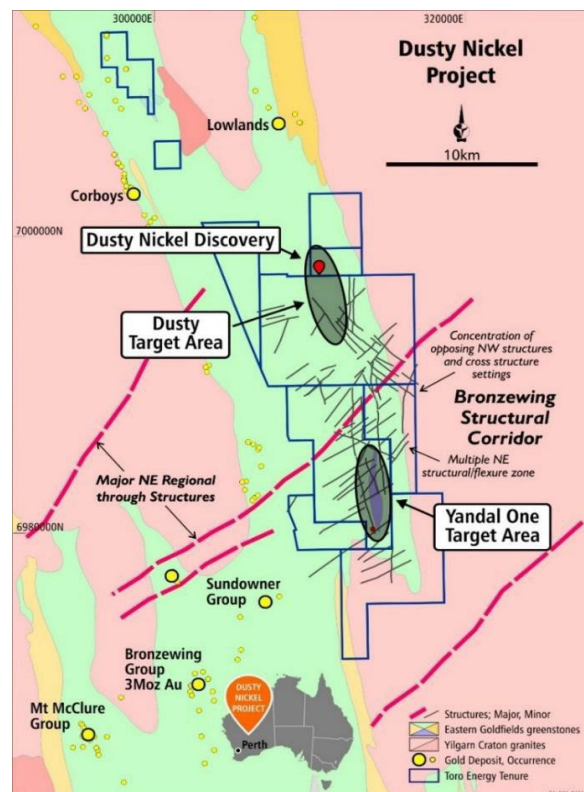 300000E
320000E
Dusty Nickel
Project
10km
Lowlands
Corboys
7000000N
Dusty Nickel Discovery
Dusty
Target Area
Concentration of
opposing NW structures
and cross structure
settings
Bronzewing
Structural
Corridor
Multiple NE
structural/flexure zone
Major NE Regional
through Structures
6980000N
Yandal One
Target Area
Sundowner
Group
Bronzewing
Group
3Moz Au
Mt McClure
Group
DUSTY
NICKEL
PROJECT
Perth
Structures; Major, Minor
Eastern Goldfields greenstones
Yilgarn Craton granites
Gold Deposit, Occurrence
Toro Energy Tenure